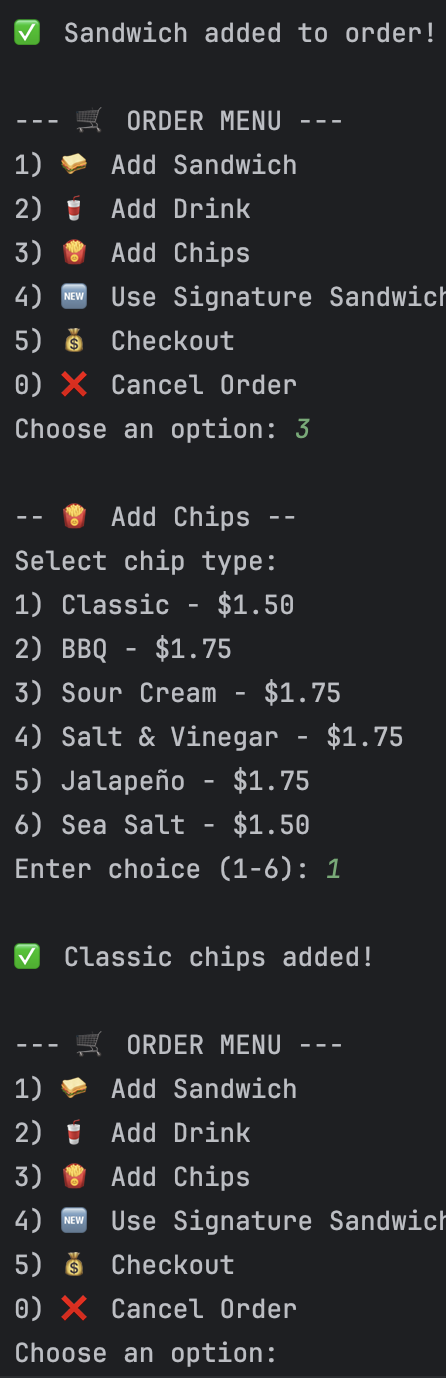 ✅ Sandwich added to order!
--- 🛒 ORDER MENU ---
1) 🥪 Add Sandwich
2) 🥤 Add Drink
3) 🍟 Add Chips
4) 🆕 Use Signature Sandwich
5) 💰 Checkout
0) ❌ Cancel Order
Choose an option: 3
-- 🍟 Add Chips --
Select chip type:
1) Classic - $1.50
2) BBQ - $1.75
3) Sour Cream - $1.75
4) Salt & Vinegar - $1.75
5) Jalapeño - $1.75
6) Sea Salt - $1.50
Enter choice (1-6): 1
✅ Classic chips added!
--- 🛒 ORDER MENU ---
1) 🥪 Add Sandwich
2) 🥤 Add Drink
3) 🍟 Add Chips
4) 🆕 Use Signature Sandwich
5) 💰 Checkout
0) ❌ Cancel Order
Choose an option: